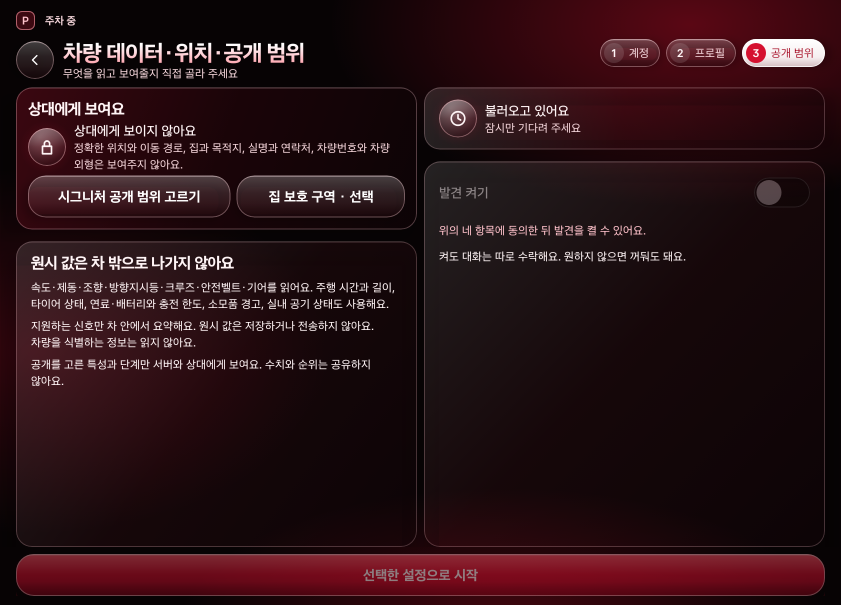 P 주차 중
차량 데이터·위치·공개 범위
무엇을 읽고 보여줄지 직접 골라 주세요
1 계정
2 프로필
3 공개 범위
상대에게 보여요
상대에게 보이지 않아요
정확한 위치와 이동 경로, 집과 목적지, 실명과 연락처, 차량번호와 차량
외형은 보여주지 않아요.
시그니처 공개 범위 고르기
집 보호 구역 · 선택
원시 값은 차 밖으로 나가지 않아요
속도·제동·조향·방향지시등·크루즈·안전벨트·기어를 읽어요. 주행 시간과 길이,
타이어 상태, 연료·배터리와 충전 한도, 소모품 경고, 실내 공기 상태도 사용해요.
지원하는 신호만 차 안에서 요약해요. 원시 값은 저장하거나 전송하지 않아요.
차량을 식별하는 정보는 읽지 않아요.
공개를 고른 특성과 단계만 서버와 상대에게 보여요. 수치와 순위는 공유하지
않아요.
불러오고 있어요
잠시만 기다려 주세요
발견 켜기
위의 네 항목에 동의한 뒤 발견을 켤 수 있어요.
켜도 대화는 따로 수락해요. 원하지 않으면 꺼둬도 돼요.
선택한 설정으로 시작